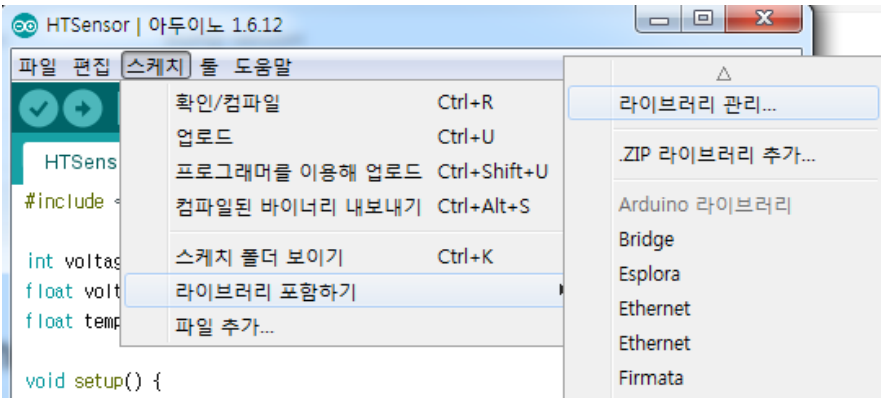 HTSensor | 아두이노 1.6.12
파일 편집 스케치 툴 도움말
확인/컴파일 Ctrl+R
업로드 Ctrl+U
프로그래머를 이용해 업로드 Ctrl+Shift+U
컴파일된 바이너리 내보내기 Ctrl+Alt+S
스케치 폴더 보이기 Ctrl+K
라이브러리 포함하기
파일 추가...
라이브러리 관리...
.ZIP 라이브러리 추가...
Arduino 라이브러리
Bridge
Esplora
Ethernet
Ethernet
Firmata
HTSens
#include <
int voltag
float volt
float temp
void setup() {